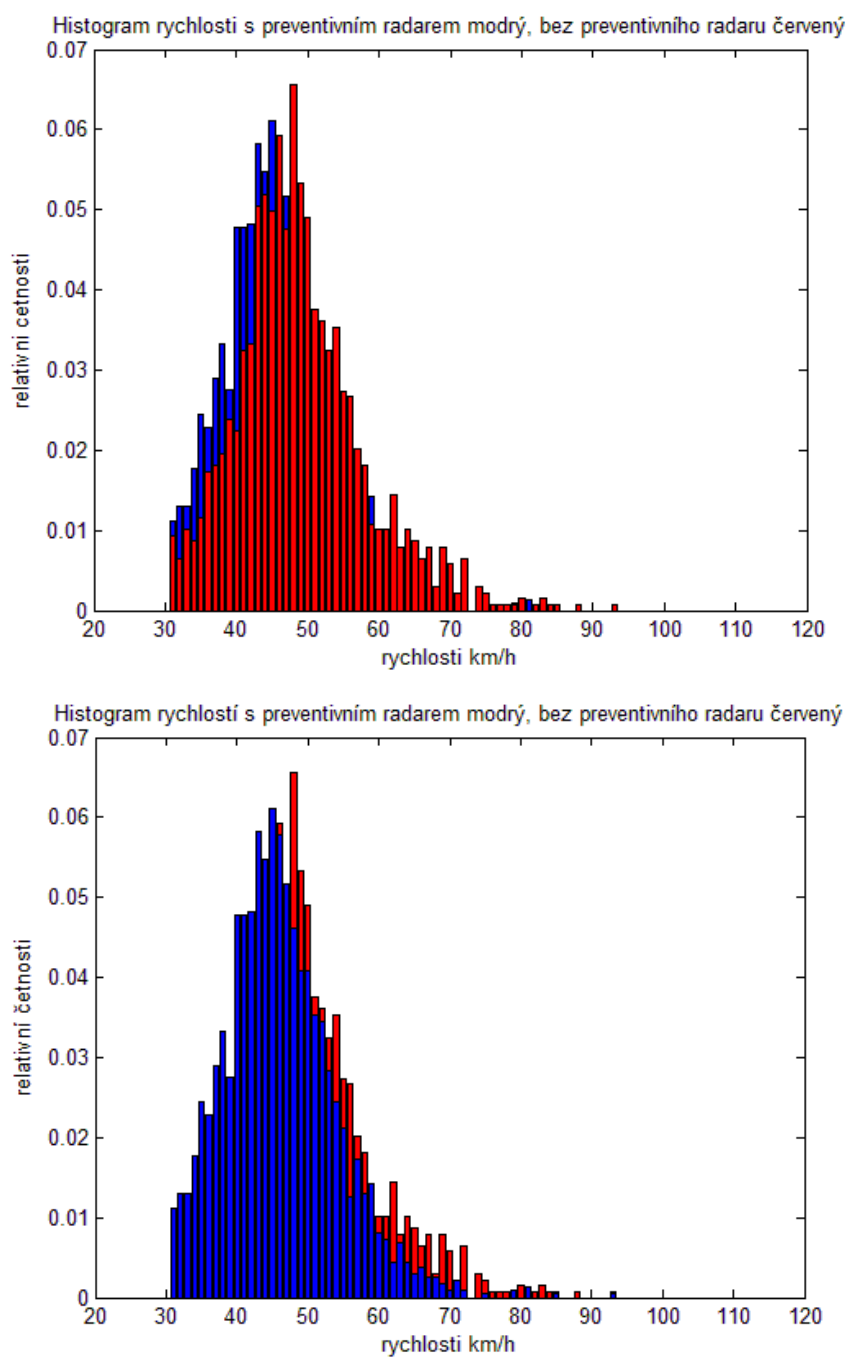 Histogram rychlosti s preventivním radarem modrý, bez preventivního radaru červený
0.07
0.06
0.05
0.04
0.03
0.02
0.01
0
relativni cetnosti
20 30 40 50 60 70 80 90 100 110 120
rychlosti km/h
Histogram rychlostí s preventivním radarem modrý, bez preventivního radaru červený
0.07
0.06
0.05
0.04
0.03
0.02
0.01
0
relativní četnosti
20 30 40 50 60 70 80 90 100 110 120
rychlosti km/h